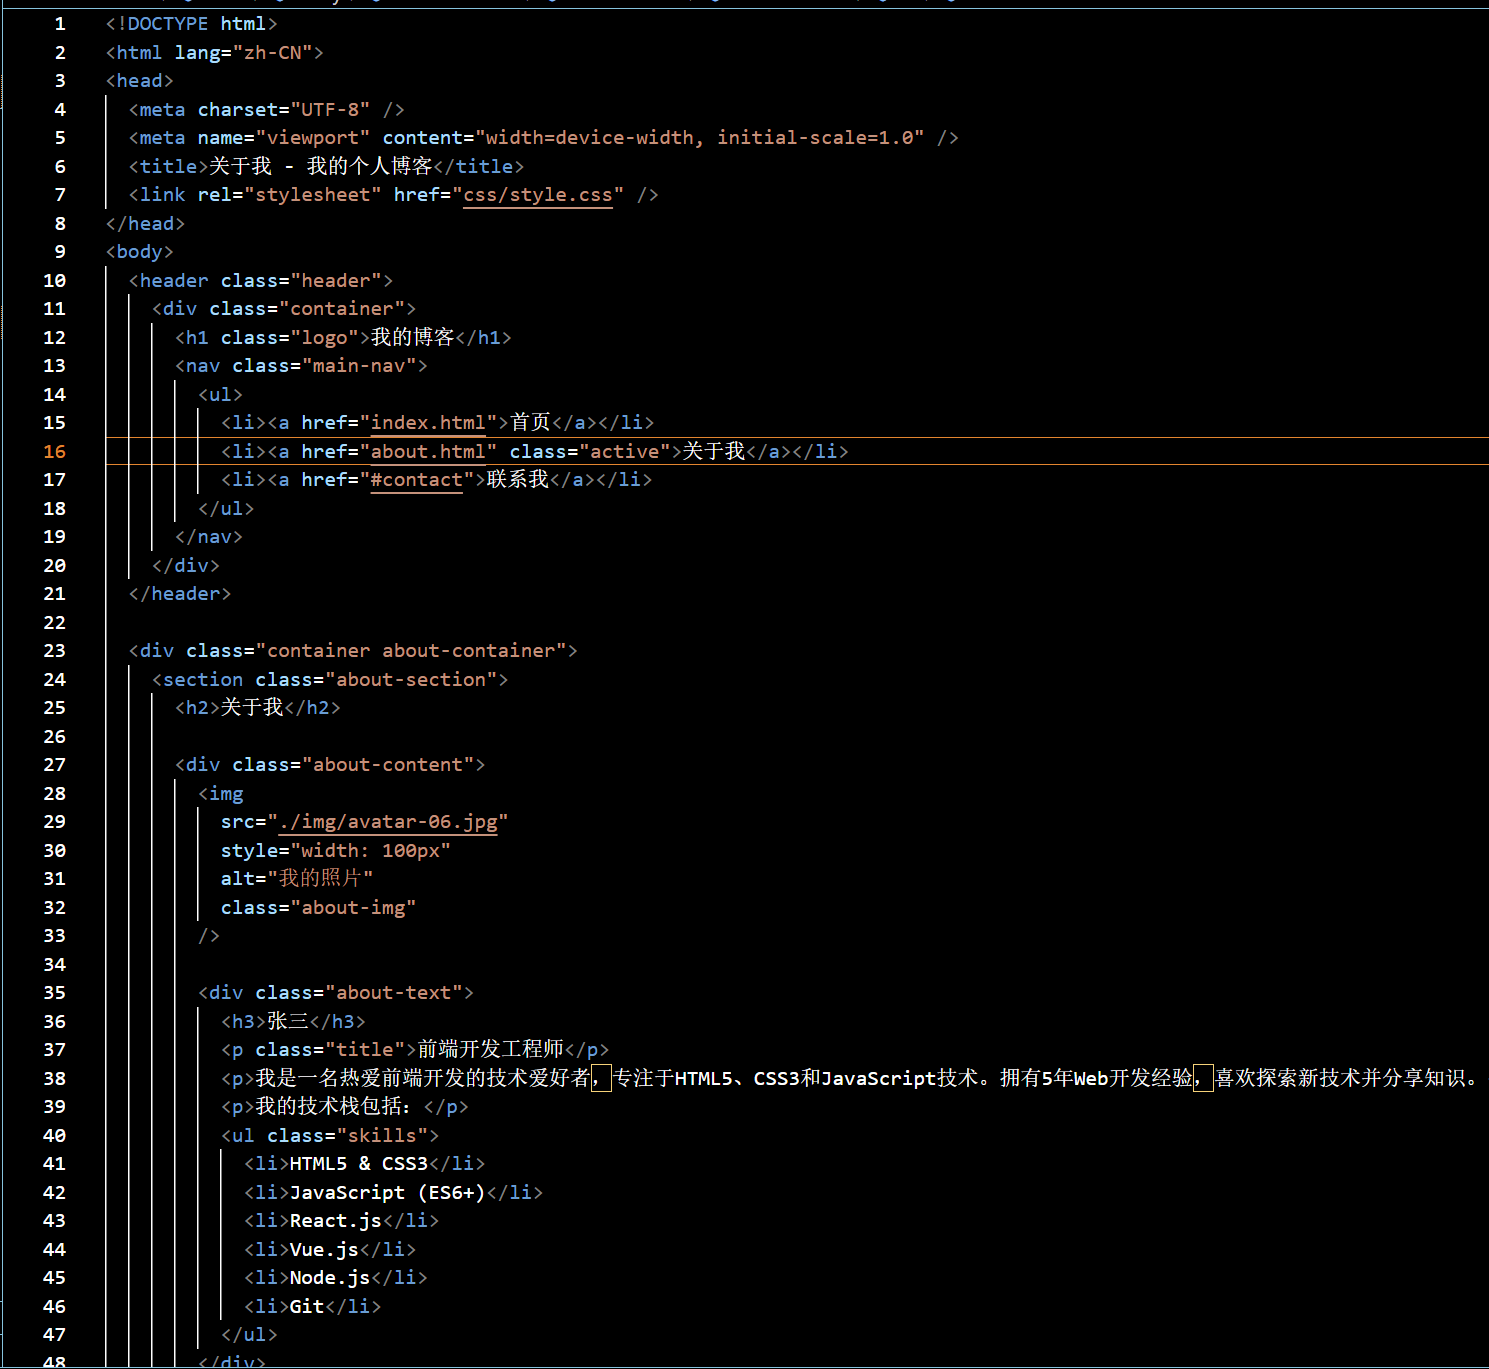 1 <!DOCTYPE html>
2 <html lang="zh-CN">
3 <head>
4   <meta charset="UTF-8" />
5   <meta name="viewport" content="width=device-width, initial-scale=1.0" />
6   <title>关于我 - 我的个人博客</title>
7   <link rel="stylesheet" href="css/style.css" />
8 </head>
9 <body>
10   <header class="header">
11     <div class="container">
12       <h1 class="logo">我的博客</h1>
13       <nav class="main-nav">
14         <ul>
15           <li><a href="index.html">首页</a></li>
16           <li><a href="about.html" class="active">关于我</a></li>
17           <li><a href="#contact">联系我</a></li>
18         </ul>
19       </nav>
20     </div>
21   </header>
22
23   <div class="container about-container">
24     <section class="about-section">
25       <h2>关于我</h2>
26
27       <div class="about-content">
28         <img
29           src="./img/avatar-06.jpg"
30           style="width: 100px"
31           alt="我的照片"
32           class="about-img"
33         />
34
35         <div class="about-text">
36           <h3>张三</h3>
37           <p class="title">前端开发工程师</p>
38           <p>我是一名热爱前端开发的技术爱好者，专注于HTML5、CSS3和JavaScript技术。拥有5年Web开发经验，喜欢探索新技术并分享知识。
39           <p>我的技术栈包括：</p>
40           <ul class="skills">
41             <li>HTML5 & CSS3</li>
42             <li>JavaScript (ES6+)</li>
43             <li>React.js</li>
44             <li>Vue.js</li>
45             <li>Node.js</li>
46             <li>Git</li>
47           </ul>
48         </div>